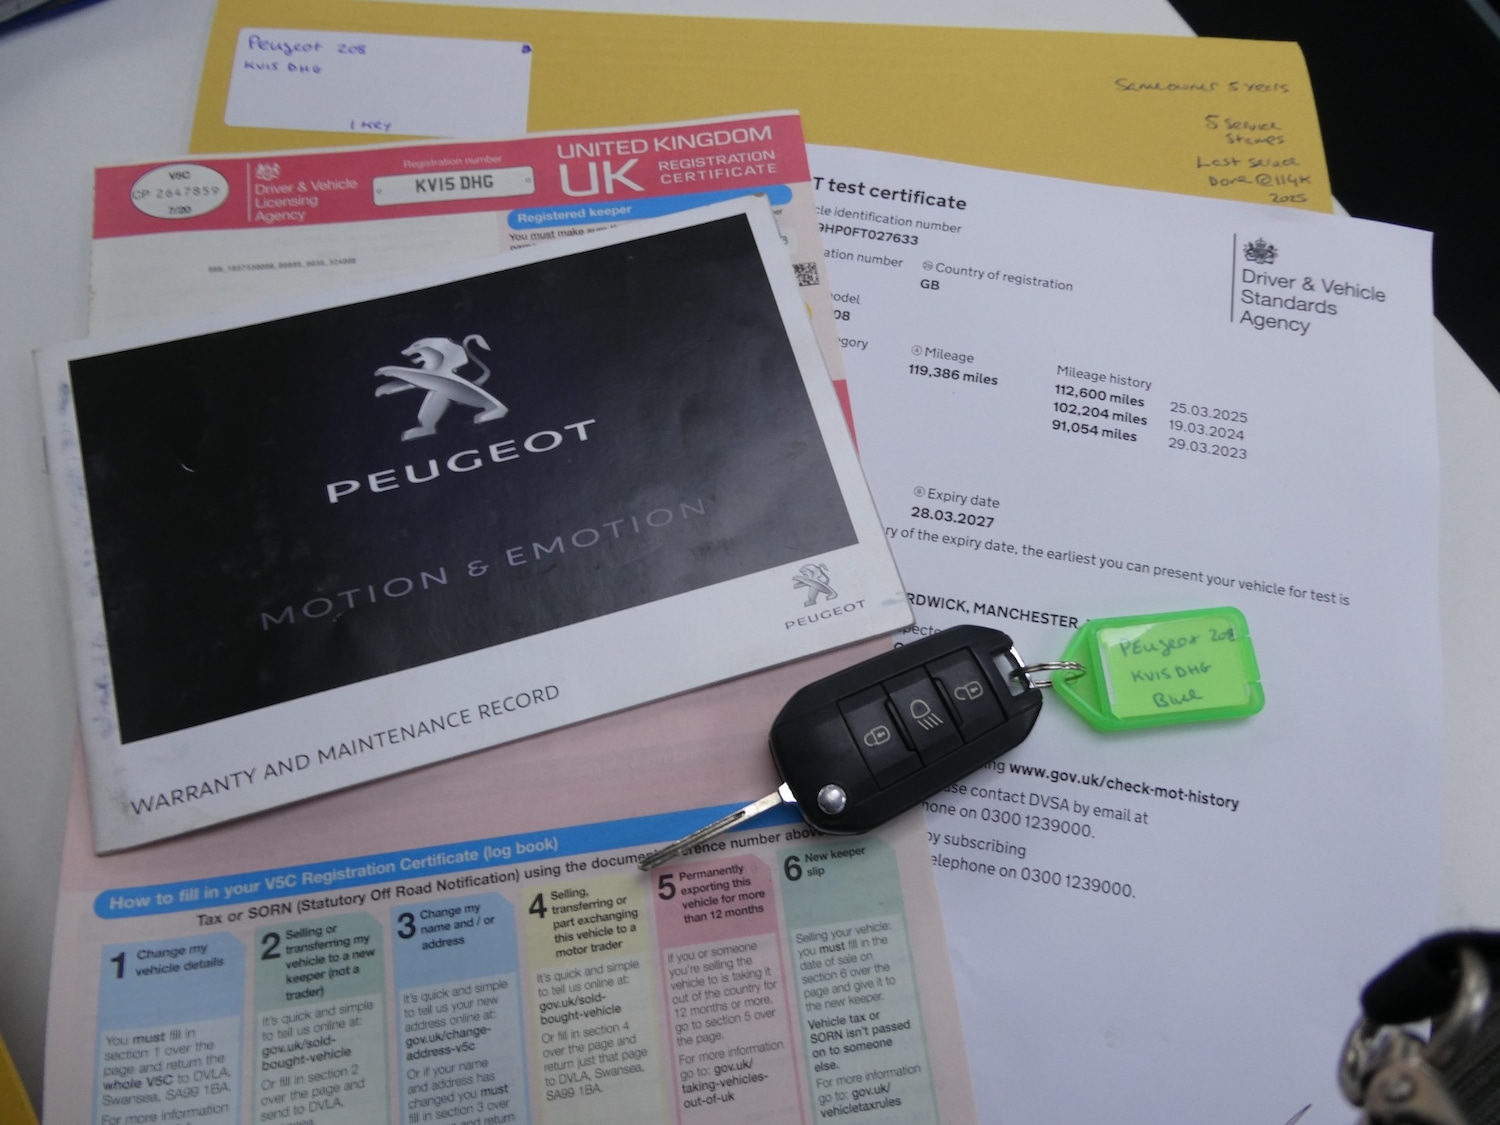 Peugeot 208
KV15 DHG
1 KEY
Same owner 5 years
5 Service
Stamps
Last service
Done @ 114K
2025
V5C
CP 2647859
7/20
Driver & Vehicle
Licensing
Agency
Registration number
KV15 DHG
UNITED KINGDOM
UK REGISTRATION
CERTIFICATE
Registered keeper
You must make sure
T test certificate
cle identification number
9HP0FT027633
ation number
Country of registration
GB
odel
08
gory
Mileage
119,386 miles
Mileage history
112,600 miles 25.03.2025
102,204 miles 19.03.2024
91,054 miles 29.03.2023
Expiry date
28.03.2027
ry of the expiry date, the earliest you can present your vehicle for test is
RDWICK, MANCHESTER,
Driver & Vehicle
Standards
Agency
ng www.gov.uk/check-mot-history
ase contact DVSA by email at
hone on 0300 1239000.
by subscribing
elephone on 0300 1239000.
PEUGEOT
MOTION & EMOTION
PEUGEOT
WARRANTY AND MAINTENANCE RECORD
PEugeot 208
KV15 DHG
Blue
How to fill in your V5C Registration Certificate (log book)
Tax or SORN (Statutory Off Road Notification) using the document reference number above
1 Change my
vehicle details
You must fill in
section 1 over the
page and return the
whole V5C to DVLA,
Swansea, SA99 1BA.
For more information
2 Selling or
transferring my
vehicle to a new
keeper (not a
trader)
It's quick and simple
to tell us online at:
gov.uk/sold-
bought-vehicle
Or fill in section 2
over the page and
send to DVLA,
3 Change my
name and / or
address
It's quick and simple
to tell us your new
address online at:
gov.uk/change-
address-v5c
Or if your name
and address has
changed you must
fill in section 3 over
and return
4 Selling,
transferring or
part exchanging
this vehicle to a
motor trader
It's quick and simple
to tell us online at:
gov.uk/sold-
bought-vehicle
Or fill in section 4
over the page and
return just that page
to DVLA, Swansea,
SA99 1BA.
5 Permanently
exporting this
vehicle for more
than 12 months
If you or someone
you're selling the
vehicle to is taking it
out of the country for
12 months or more,
go to section 5 over
the page.
For more information
go to: gov.uk/
taking-vehicles-
out-of-uk
6 New keeper
slip
Selling your vehicle:
you must fill in the
date of sale on
section 6 over the
page and give it to
the new keeper.
Vehicle tax or
SORN isn't passed
on to someone
else.
For more information
go to: gov.uk/
vehicletaxrules